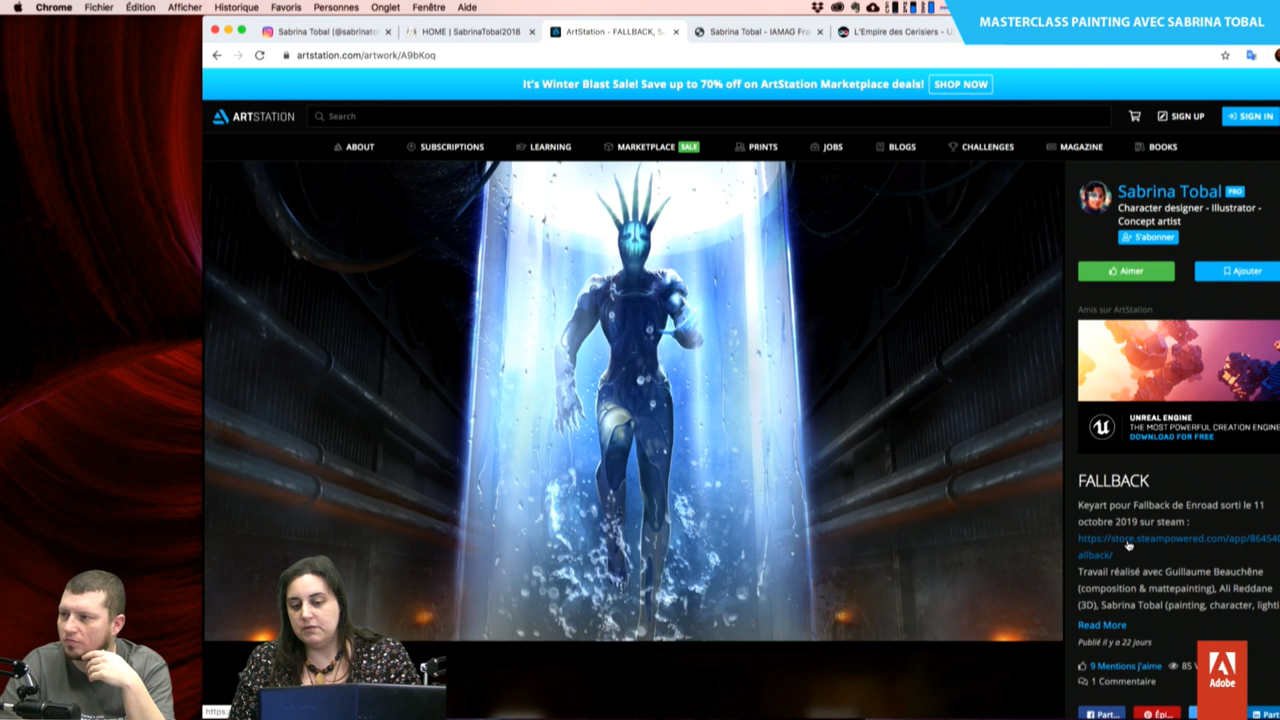 Chrome Fichier Édition Afficher Historique Favoris Personnes Onglet Fenêtre Aide
MASTERCLASS PAINTING AVEC SABRINA TOBAL
Sabrina Tobal (@sabrinato
HOME | SabrinaTobal2018
ArtStation - FALLBACK, S
Sabrina Tobal - IAMAG Fre
L'Empire des Cerisiers - U
artstation.com/artwork/A9bKoq
It's Winter Blast Sale! Save up to 70% off on ArtStation Marketplace deals! SHOP NOW
ARTSTATION Search SIGN UP SIGN IN
ABOUT SUBSCRIPTIONS LEARNING MARKETPLACE SALE PRINTS JOBS BLOGS CHALLENGES MAGAZINE BOOKS
Sabrina Tobal PRO
Character designer - Illustrator -
Concept artist
S'abonner
Aimer Ajouter
Amis sur ArtStation
UNREAL ENGINE
THE MOST POWERFUL CREATION ENGINE
DOWNLOAD FOR FREE
FALLBACK
Keyart pour Fallback de Enroad sorti le 11
octobre 2019 sur steam :
https://store.steampowered.com/app/86454
allback/
Travail réalisé avec Guillaume Beauchêne
(composition & mattepainting), Ali Reddane
(3D), Sabrina Tobal (painting, character, lighti
Read More
Publié il y a 22 jours
9 Mentions j'aime 85
1 Commentaire
Part... Épi... Part
Adobe
https: